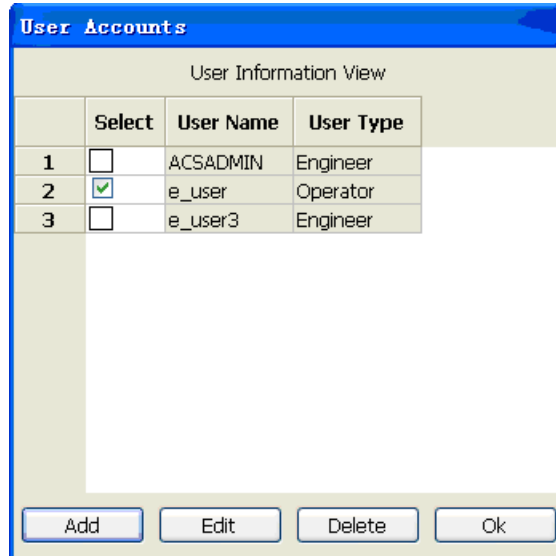 User Accounts
User Information View
Select User Name User Type
1 ACSADMIN Engineer
2 e_user Operator
3 e_user3 Engineer
Add Edit Delete Ok